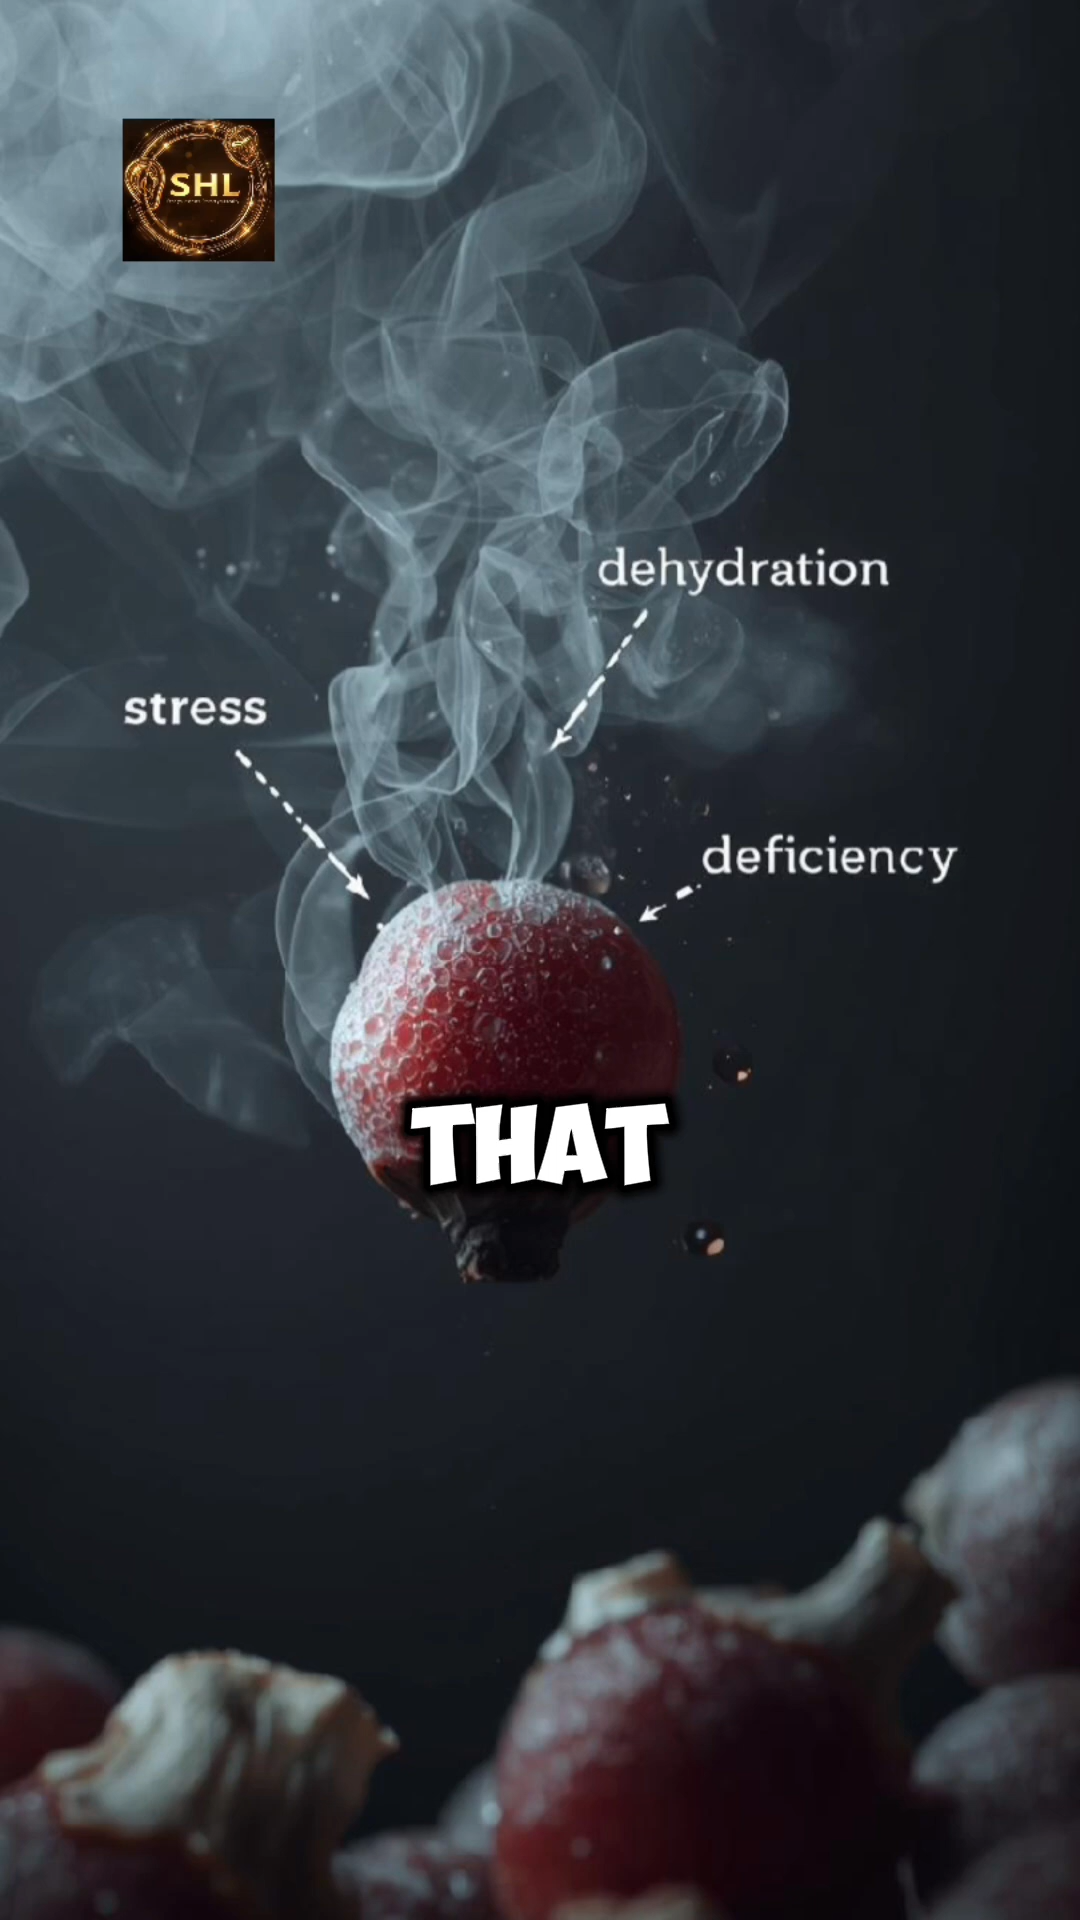 SHL
dehydration
stress
deficiency
THAT